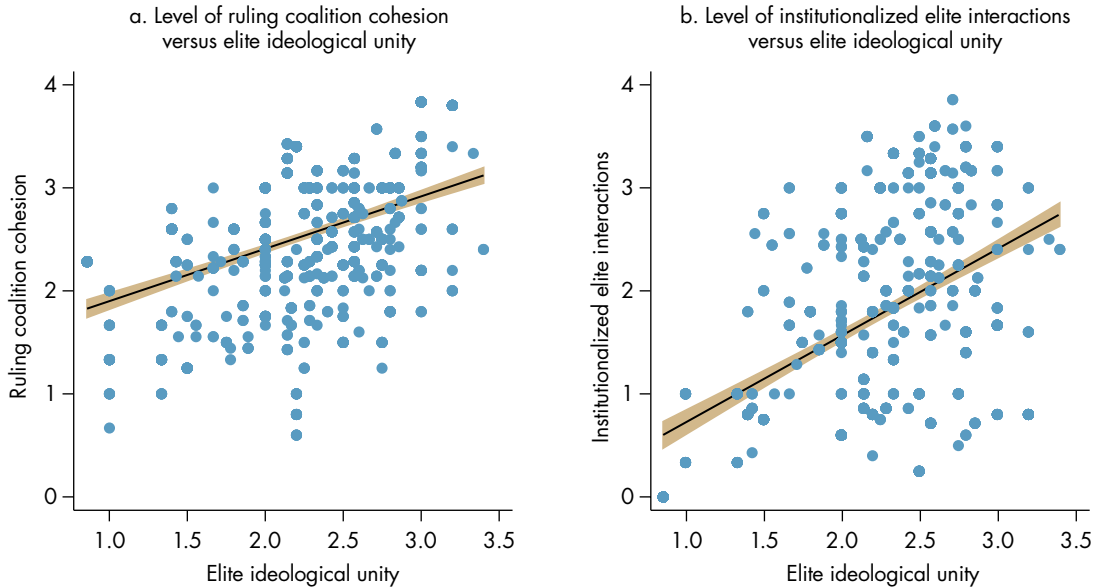 a. Level of ruling coalition cohesion
versus elite ideological unity
4
3
2
1
0
Ruling coalition cohesion
1.0 1.5 2.0 2.5 3.0 3.5
Elite ideological unity
b. Level of institutionalized elite interactions
versus elite ideological unity
4
3
2
1
0
Institutionalized elite interactions
1.0 1.5 2.0 2.5 3.0 3.5
Elite ideological unity